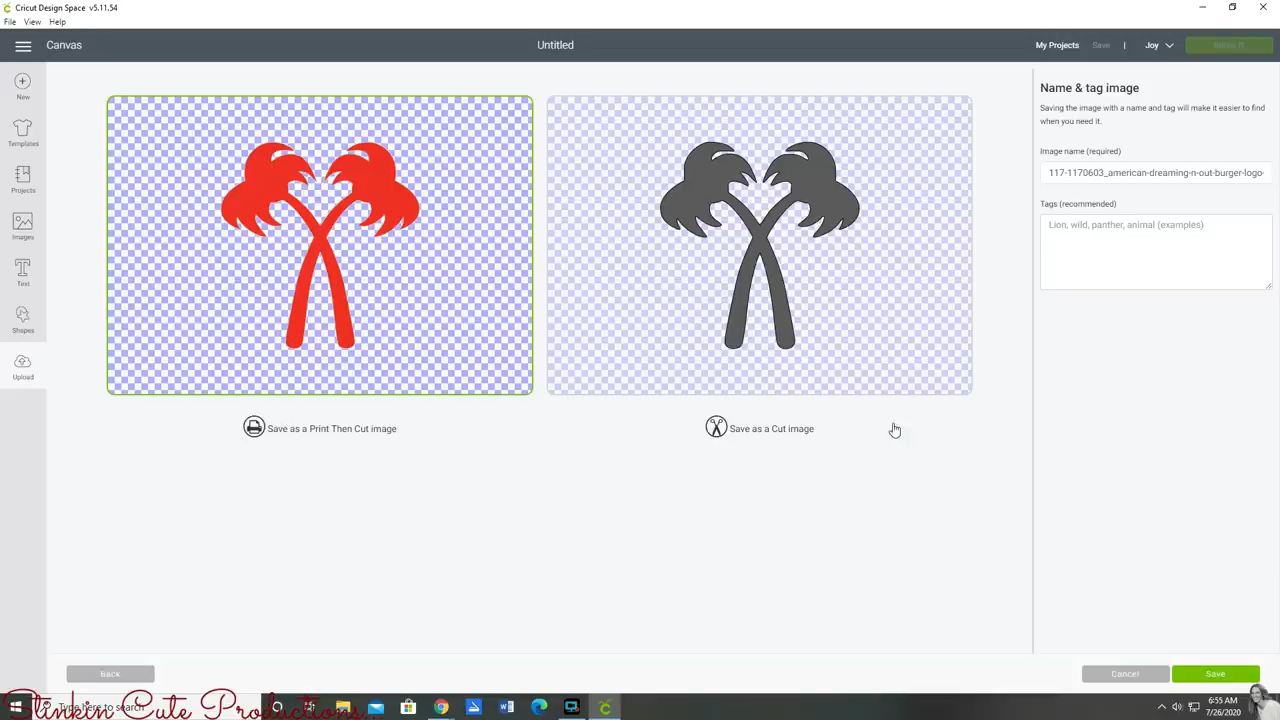 Cricut Design Space v5.11.54
File View Help
Canvas
Untitled
My Projects Save | Joy
New
Templates
Projects
Images
Text
Shapes
Upload
Save as a Print Then Cut image
Save as a Cut image
Name & tag image
Saving the image with a name and tag will make it easier to find
when you need it.
Image name (required)
117-1170603_american-dreaming-n-out-burger-logo-
Tags (recommended)
Lion, wild, panther, animal (examples)
Back
Cancel
Save
Type here to search
Stinkin Cute Productions...
6:55 AM
7/26/2020